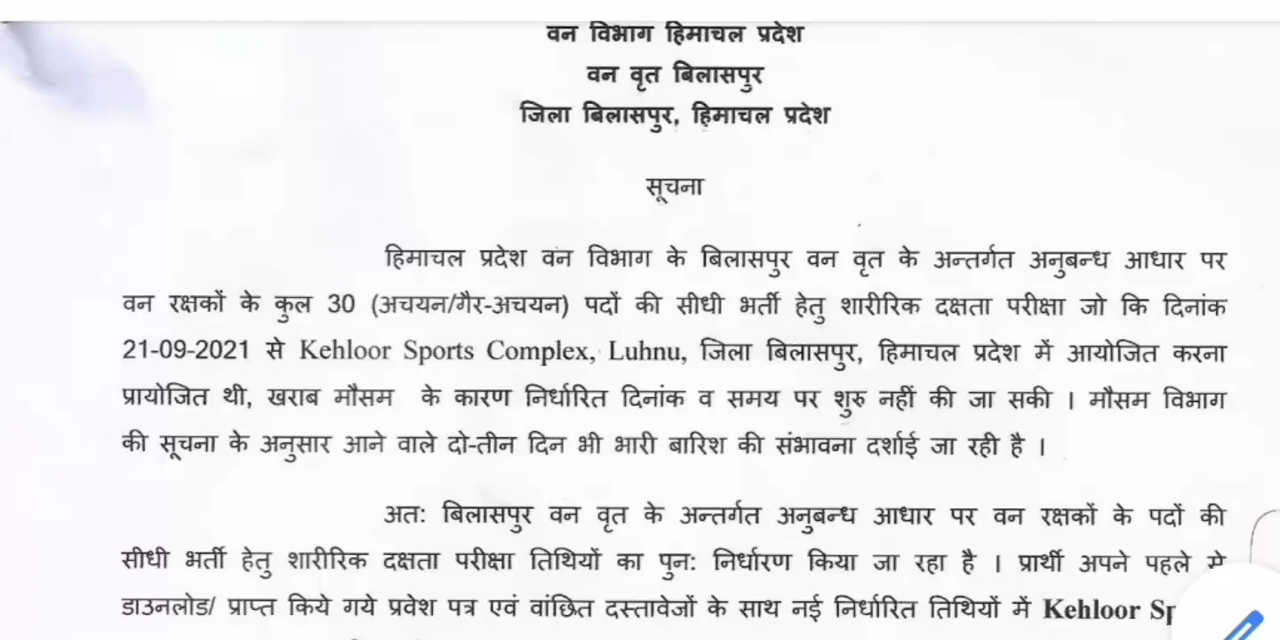 वन विभाग हिमाचल प्रदेश
वन वृत बिलासपुर
जिला बिलासपुर, हिमाचल प्रदेश
सूचना
हिमाचल प्रदेश वन विभाग के बिलासपुर वन वृत के अन्तर्गत अनुबन्ध आधार पर
वन रक्षकों के कुल 30 (अचयन/गैर-अचयन) पदों की सीधी भर्ती हेतु शारीरिक दक्षता परीक्षा जो कि दिनांक
21-09-2021 से Kehloor Sports Complex, Luhnu, जिला बिलासपुर, हिमाचल प्रदेश में आयोजित करना
प्रायोजित थी, खराब मौसम के कारण निर्धारित दिनांक व समय पर शुरु नहीं की जा सकी । मौसम विभाग
की सूचना के अनुसार आने वाले दो-तीन दिन भी भारी बारिश की संभावना दर्शाई जा रही है ।
अत: बिलासपुर वन वृत के अन्तर्गत अनुबन्ध आधार पर वन रक्षकों के पदों की
सीधी भर्ती हेतु शारीरिक दक्षता परीक्षा तिथियों का पुन: निर्धारण किया जा रहा है । प्रार्थी अपने पहले से
डाउनलोड/ प्राप्त किये गये प्रवेश पत्र एवं वांछित दस्तावेजों के साथ नई निर्धारित तिथियों में Kehloor